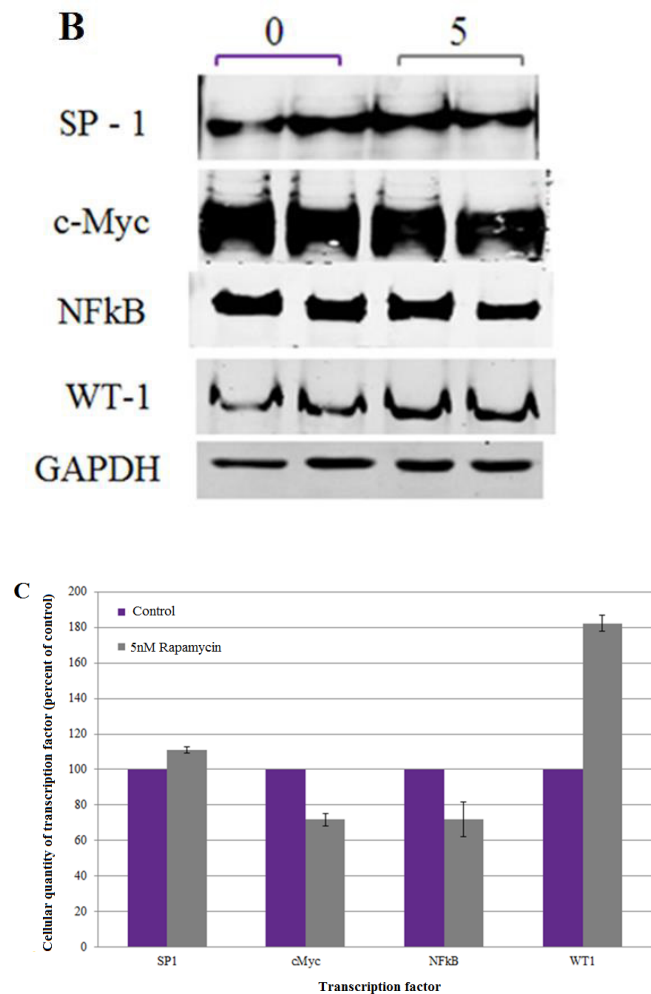 B
0 5
SP - 1
c-Myc
NFkB
WT-1
GAPDH
C
Cellular quantity of transcription factor (percent of control)
200
180
160
140
120
100
80
60
40
20
0
Control
5nM Rapamycin
SP1 cMyc NFkB WT1
Transcription factor